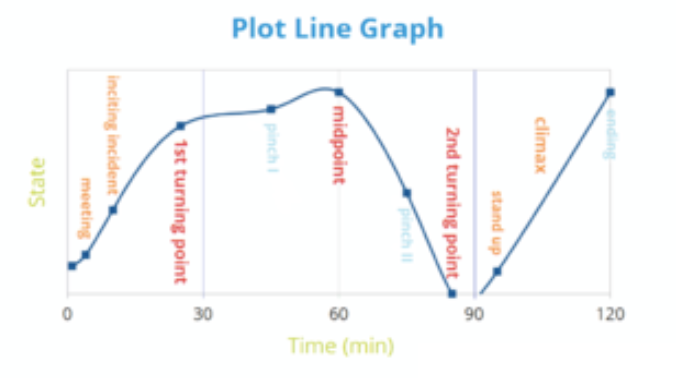 Plot Line Graph
State
meeting
inciting incident
1st turning point
pinch I
midpoint
pinch II
2nd turning point
stand up
climax
ending
0 30 60 90 120
Time (min)